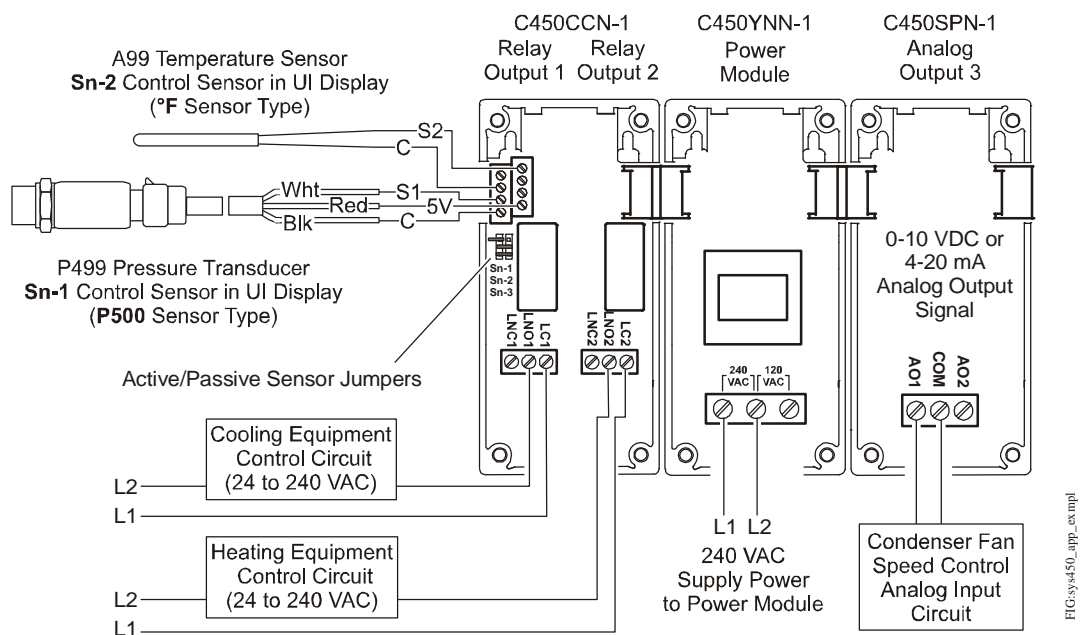 C450CCN-1
Relay Output 1
Relay Output 2
C450YNN-1
Power
Module
C450SPN-1
Analog
Output 3
A99 Temperature Sensor
Sn-2 Control Sensor in UI Display
(°F Sensor Type)
S2
C
Wht
S1
Red
5V
Blk
C
P499 Pressure Transducer
Sn-1 Control Sensor in UI Display
(P500 Sensor Type)
Sn-1
Sn-2
Sn-3
Active/Passive Sensor Jumpers
LNC1
LNO1
LC1
LNC2
LNO2
LC2
240
VAC
120
VAC
0-10 VDC or
4-20 mA
Analog Output
Signal
AO1
COM
AO2
Cooling Equipment
Control Circuit
(24 to 240 VAC)
L2
L1
Heating Equipment
Control Circuit
(24 to 240 VAC)
L2
L1
L1 L2
240 VAC
Supply Power
to Power Module
Condenser Fan
Speed Control
Analog Input
Circuit
FIG:sys450_app_exmpl